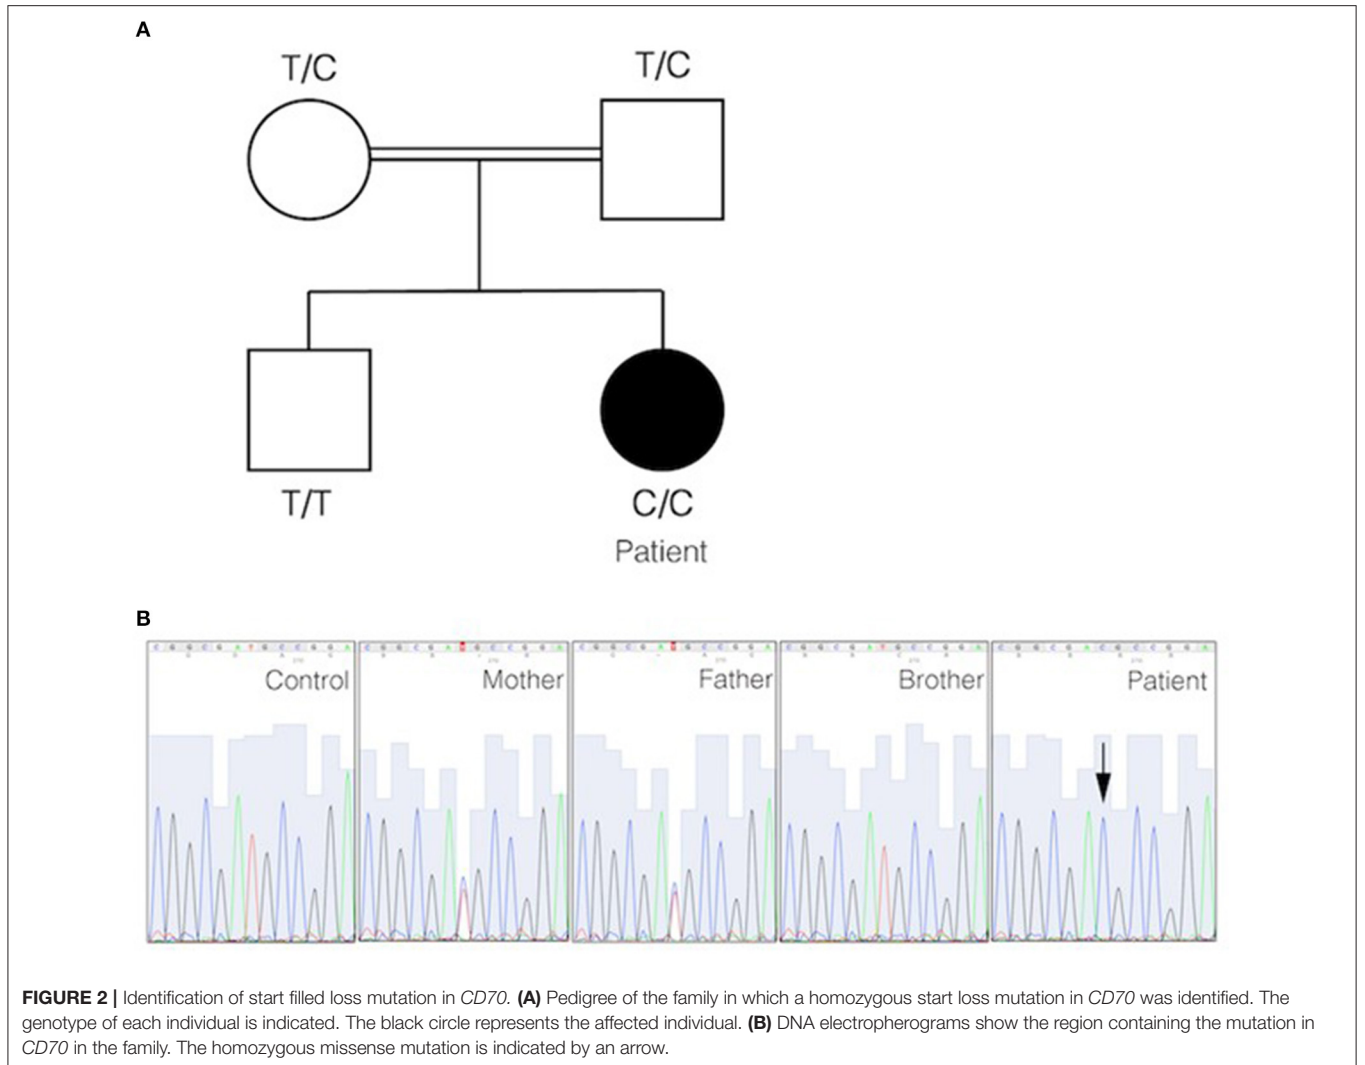 A
T/C
T/C
T/T
C/C
Patient
B
C G G C G A T G C C G G A
C G G C G A N G C C G G A
C G G C G A N G C C G G A
C G G C G A T G C C G G A
C G G C G A C G C C G G A
Control
Mother
Father
Brother
Patient
FIGURE 2 | Identification of start filled loss mutation in CD70. (A) Pedigree of the family in which a homozygous start loss mutation in CD70 was identified. The
genotype of each individual is indicated. The black circle represents the affected individual. (B) DNA electropherograms show the region containing the mutation in
CD70 in the family. The homozygous missense mutation is indicated by an arrow.